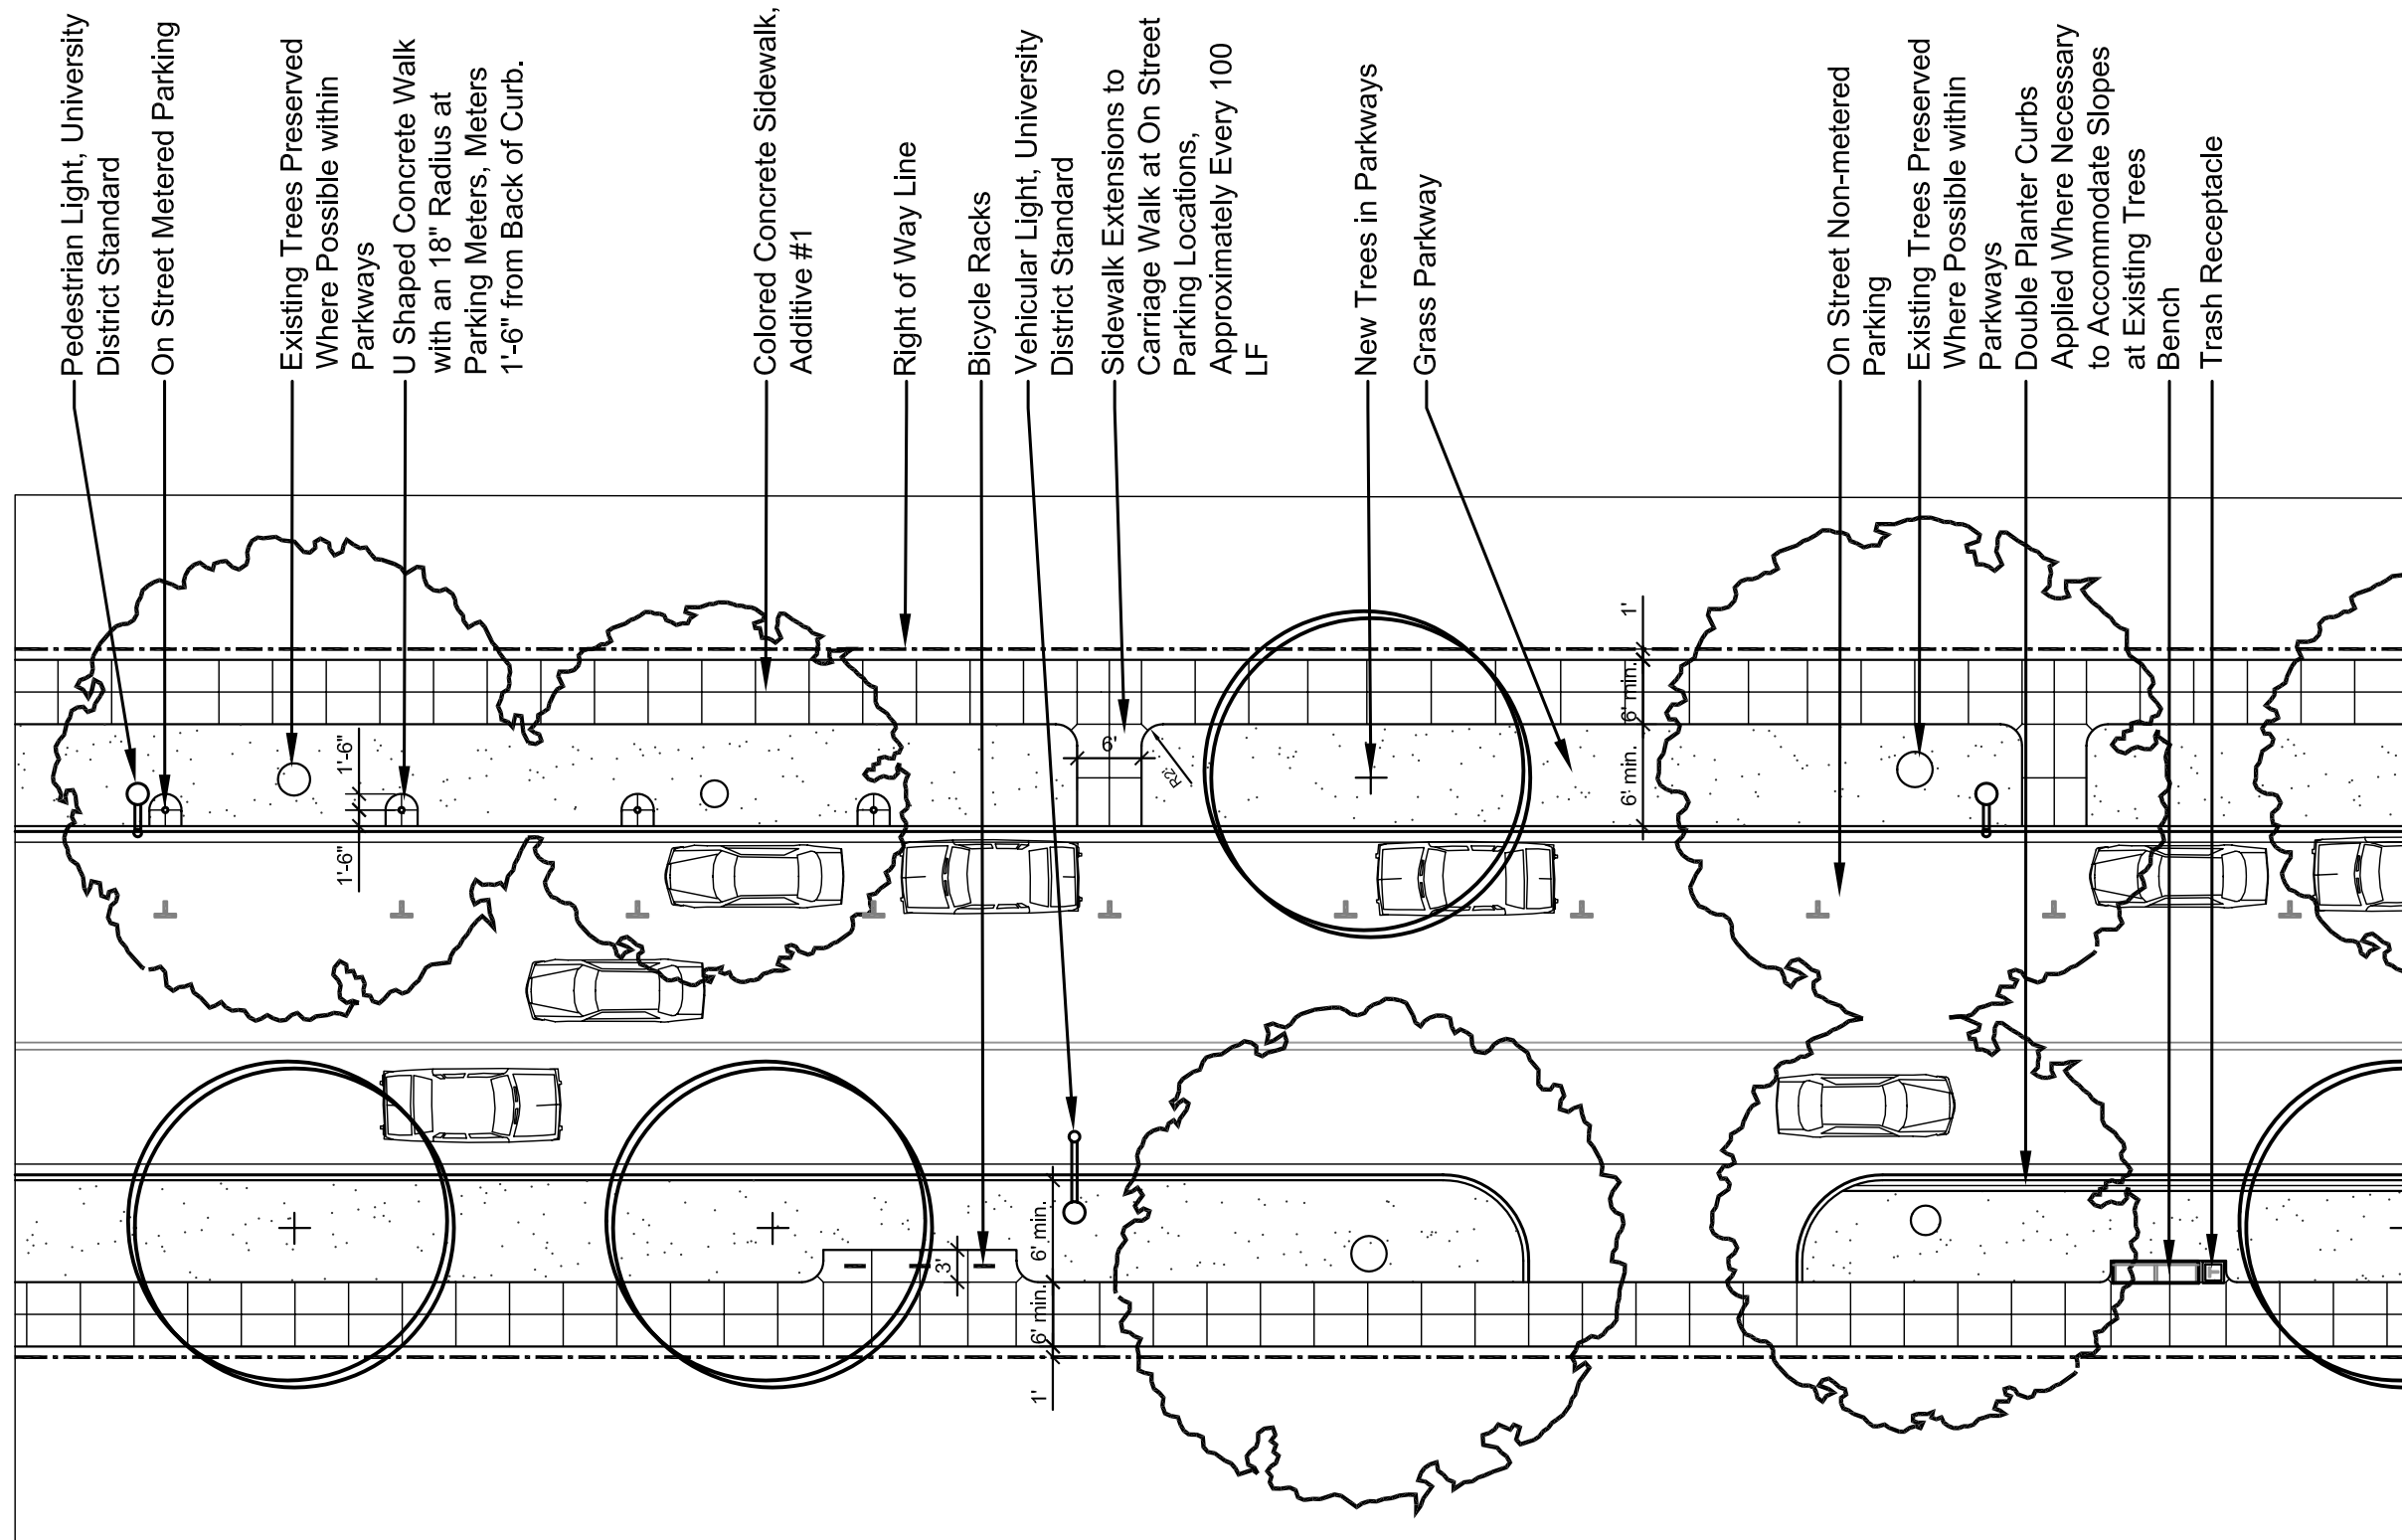 Pedestrian Light, University
District Standard
On Street Metered Parking
Existing Trees Preserved
Where Possible within
Parkways
U Shaped Concrete Walk
with an 18" Radius at
Parking Meters, Meters
1'-6" from Back of Curb.
Colored Concrete Sidewalk,
Additive #1
Right of Way Line
Bicycle Racks
Vehicular Light, University
District Standard
Sidewalk Extensions to
Carriage Walk at On Street
Parking Locations,
Approximately Every 100
LF
New Trees in Parkways
Grass Parkway
On Street Non-metered
Parking
Existing Trees Preserved
Where Possible within
Parkways
Double Planter Curbs
Applied Where Necessary
to Accommodate Slopes
at Existing Trees
Bench
Trash Receptacle
1'-6"
1'-6"
6'
R2'
1'
6' min.
6' min.
3'
6' min.
6' min.
1'